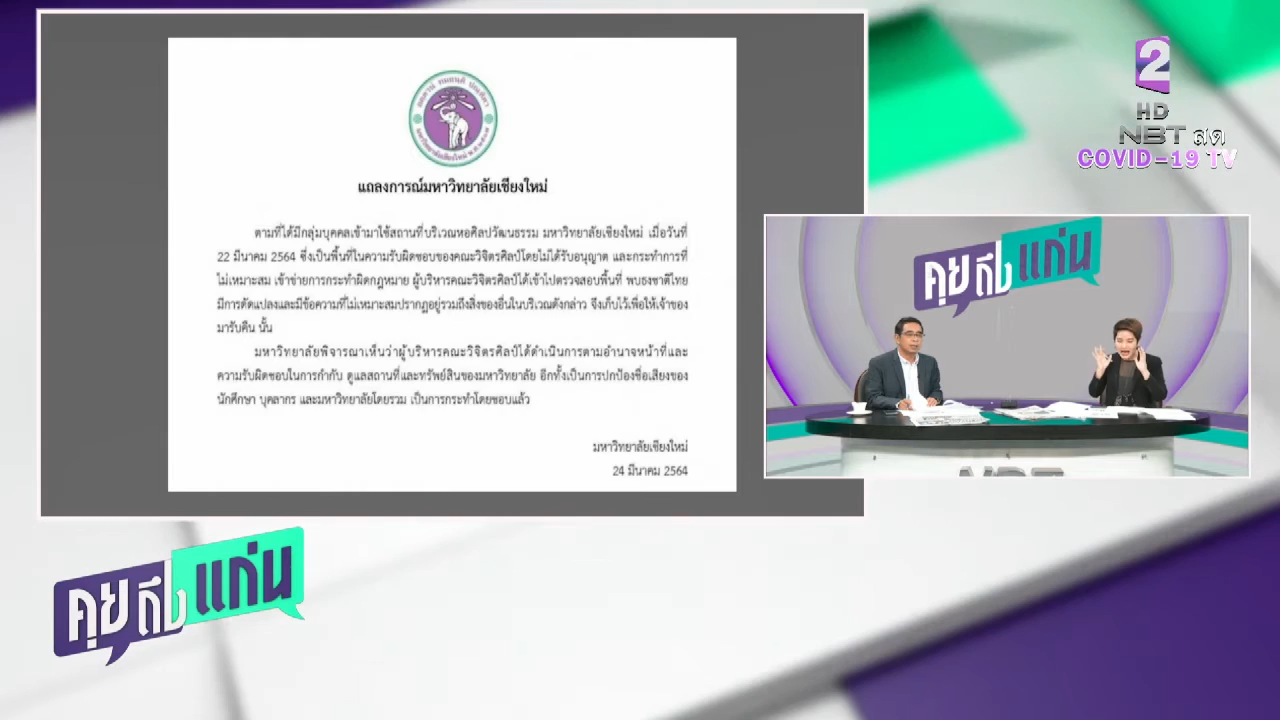 2
HD
NBT สด
COVID-19 TV
แถลงการณ์มหาวิทยาลัยเชียงใหม่
ตามที่ได้มีกลุ่มบุคคลเข้ามาใช้สถานที่บริเวณหอศิลปวัฒนธรรม มหาวิทยาลัยเชียงใหม่ เมื่อวันที่
22 มีนาคม 2564 ซึ่งเป็นพื้นที่ในความรับผิดชอบของคณะวิจิตรศิลป์โดยไม่ได้รับอนุญาต และกระทำการที่
ไม่เหมาะสม เข้าข่ายการกระทำผิดกฎหมาย ผู้บริหารคณะวิจิตรศิลป์ได้เข้าไปตรวจสอบพื้นที่ พบธงชาติไทย
มีการดัดแปลงและมีข้อความที่ไม่เหมาะสมปรากฏอยู่รวมถึงสิ่งของอื่นในบริเวณดังกล่าว จึงเก็บไว้เพื่อให้เจ้าของ
มารับคืน นั้น
มหาวิทยาลัยพิจารณาเห็นว่าผู้บริหารคณะวิจิตรศิลป์ได้ดำเนินการตามอำนาจหน้าที่และ
ความรับผิดชอบในการกำกับ ดูแลสถานที่และทรัพย์สินของมหาวิทยาลัย อีกทั้งเป็นการปกป้องชื่อเสียงของ
นักศึกษา บุคลากร และมหาวิทยาลัยโดยรวม เป็นการกระทำโดยชอบแล้ว
มหาวิทยาลัยเชียงใหม่
24 มีนาคม 2564
คุยถึงแก่น
คุยถึงแก่น